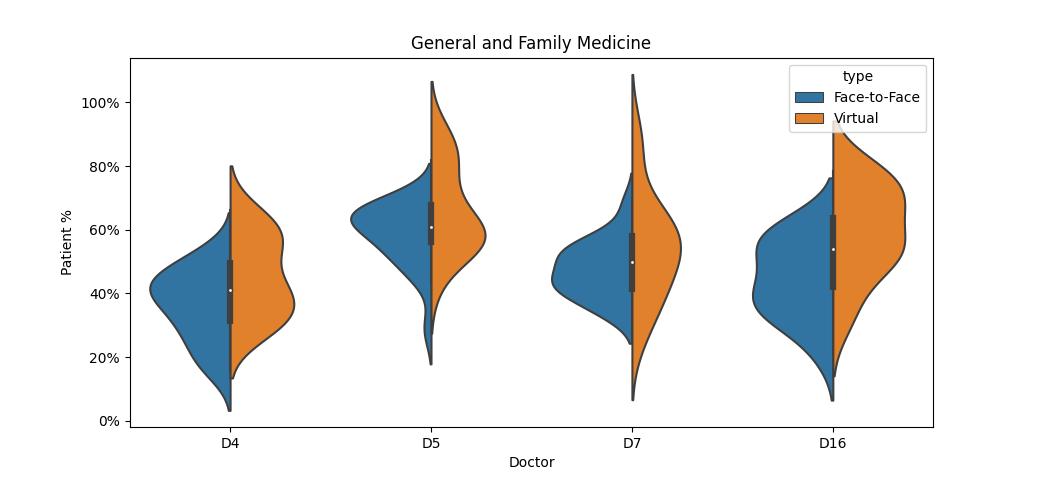 General and Family Medicine
type
Face-to-Face
Virtual
100%
80%
60%
40%
20%
0%
Patient %
D4 D5 D7 D16
Doctor